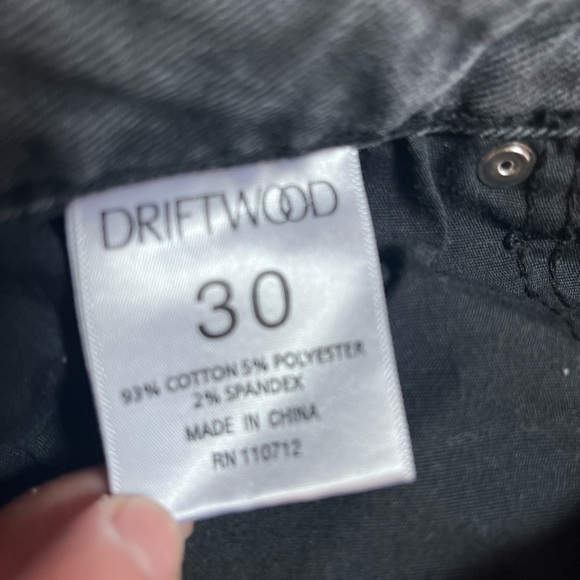 DRIFTWOOD
30
93% COTTON 5% POLYESTER
2% SPANDEX
MADE IN CHINA
RN 110712